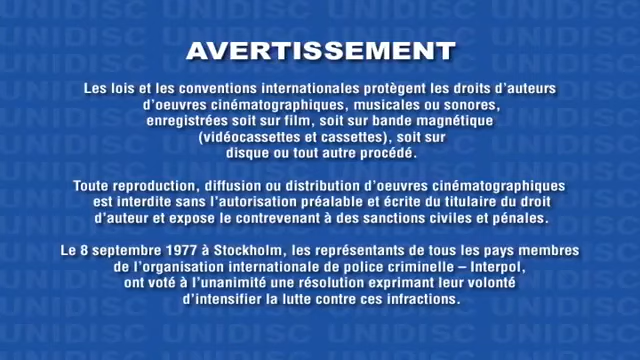 AVERTISSEMENT
Les lois et les conventions internationales protègent les droits d'auteurs
d'oeuvres cinématographiques, musicales ou sonores,
enregistrées soit sur film, soit sur bande magnétique
(vidéocassettes et cassettes), soit sur
disque ou tout autre procédé.
Toute reproduction, diffusion ou distribution d'oeuvres cinématographiques
est interdite sans l'autorisation préalable et écrite du titulaire du droit
d'auteur et expose le contrevenant à des sanctions civiles et pénales.
Le 8 septembre 1977 à Stockholm, les représentants de tous les pays membres
de l'organisation internationale de police criminelle – Interpol,
ont voté à l'unanimité une résolution exprimant leur volonté
d'intensifier la lutte contre ces infractions.
UNIDISC UNIDISC UNIDISC UNIDISC